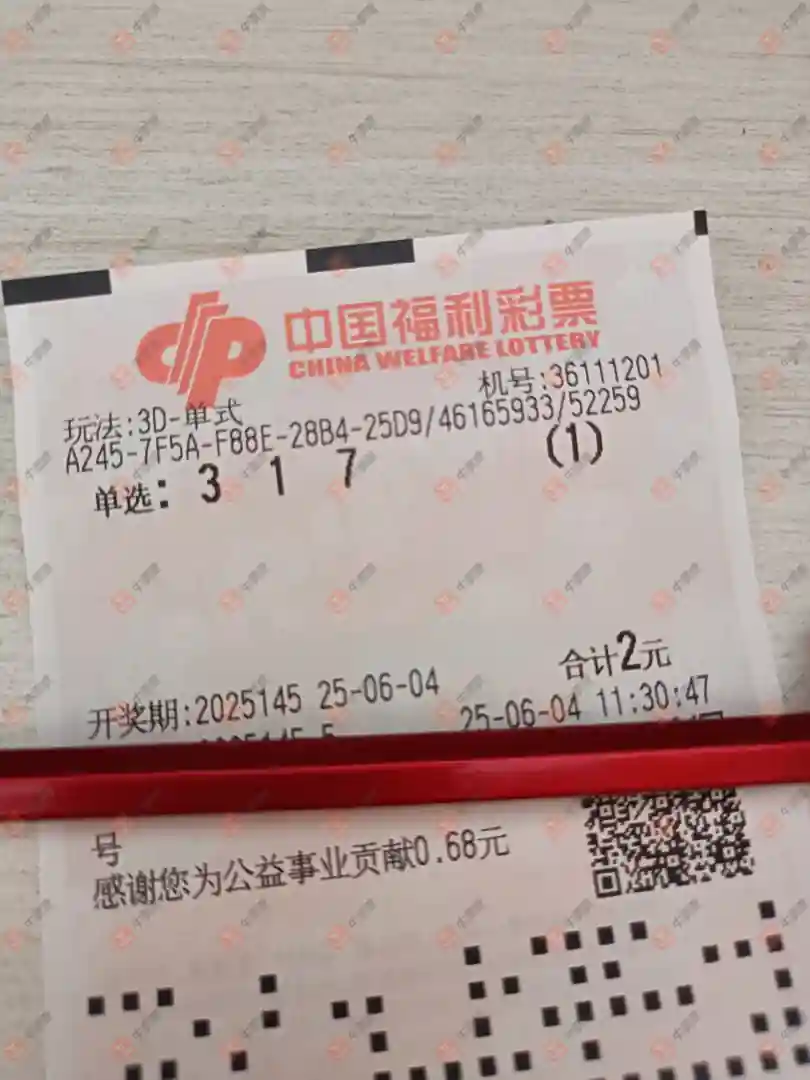 中国福利彩票
CHINA WELFARE LOTTERY
机号:36111201
玩法:3D-单式
A245-7F5A-F88E-28B4-25D9/46165933/52259
单选: 3 1 7 (1)
合计2元
开奖期:2025145 25-06-04
25-06-04 11:30:47
号
感谢您为公益事业贡献0.68元